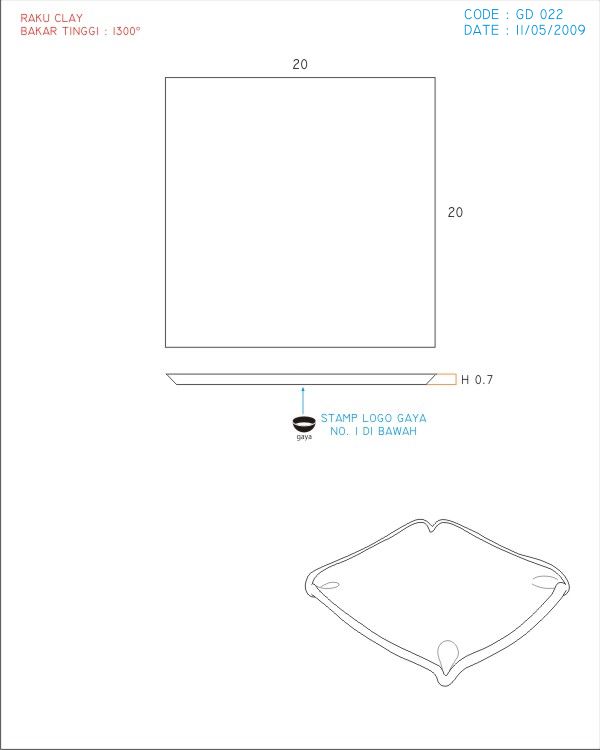 RAKU CLAY
BAKAR TINGGI : 1300°
CODE : GD 022
DATE : 11/05/2009
20
20
H 0.7
STAMP LOGO GAYA
NO. 1 DI BAWAH
gaya